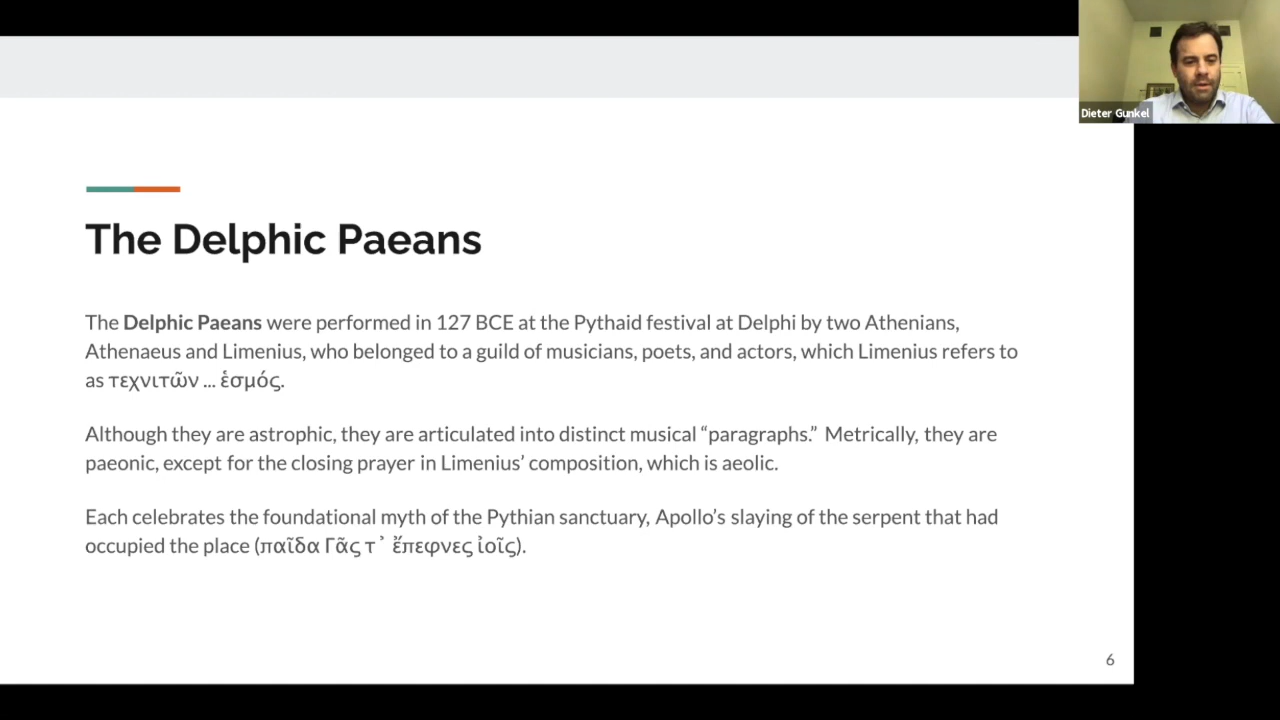 Dieter Gunkel
The Delphic Paeans
The Delphic Paeans were performed in 127 BCE at the Pythaid festival at Delphi by two Athenians,
Athenaeus and Limenius, who belonged to a guild of musicians, poets, and actors, which Limenius refers to
as τεχνιτῶν ... ἑσμός.
Although they are astrophic, they are articulated into distinct musical “paragraphs.” Metrically, they are
paeonic, except for the closing prayer in Limenius’ composition, which is aeolic.
Each celebrates the foundational myth of the Pythian sanctuary, Apollo’s slaying of the serpent that had
occupied the place (παῖδα Γᾶς τ᾽ ἔπεφνες ἰοῖς).
6